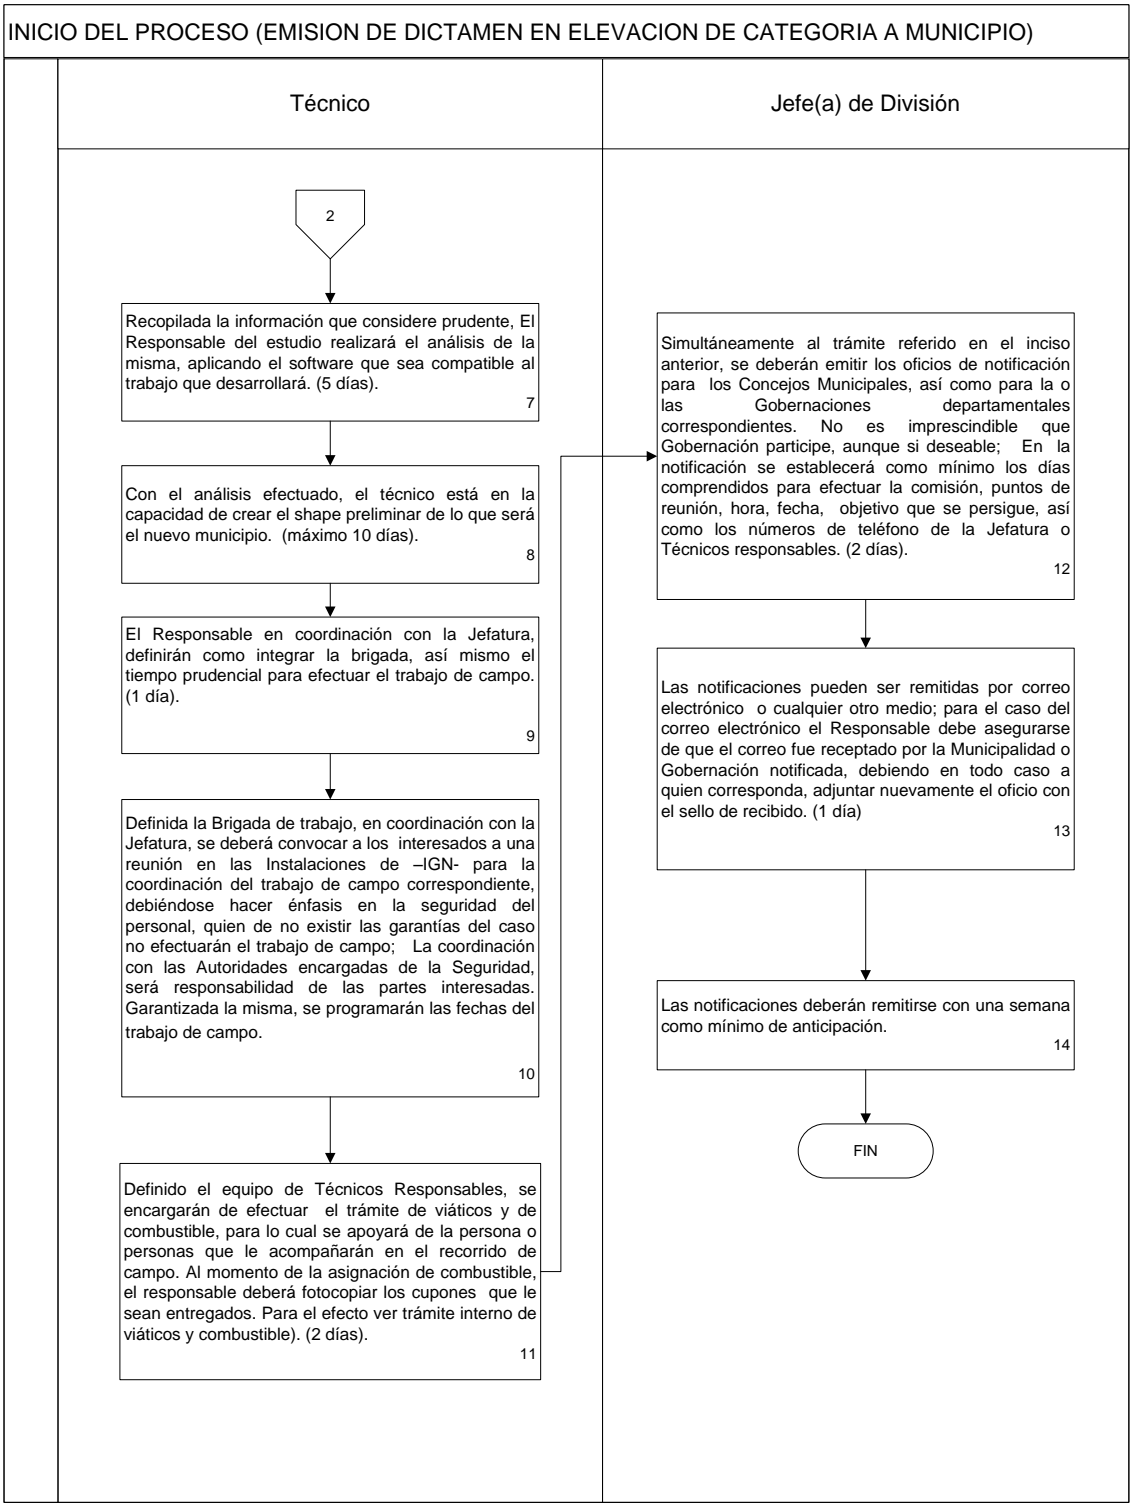 INICIO DEL PROCESO (EMISION DE DICTAMEN EN ELEVACION DE CATEGORIA A MUNICIPIO)
Técnico
Jefe(a) de División
2
Recopilada la información que considere prudente, El
Responsable del estudio realizará el análisis de la
misma, aplicando el software que sea compatible al
trabajo que desarrollará. (5 días).
7
Con el análisis efectuado, el técnico está en la
capacidad de crear el shape preliminar de lo que será
el nuevo municipio. (máximo 10 días).
8
El Responsable en coordinación con la Jefatura,
definirán como integrar la brigada, así mismo el
tiempo prudencial para efectuar el trabajo de campo.
(1 día).
9
Definida la Brigada de trabajo, en coordinación con la
Jefatura, se deberá convocar a los interesados a una
reunión en las Instalaciones de –IGN- para la
coordinación del trabajo de campo correspondiente,
debiéndose hacer énfasis en la seguridad del
personal, quien de no existir las garantías del caso
no efectuarán el trabajo de campo; La coordinación
con las Autoridades encargadas de la Seguridad,
será responsabilidad de las partes interesadas.
Garantizada la misma, se programarán las fechas del
trabajo de campo.
10
Definido el equipo de Técnicos Responsables, se
encargarán de efectuar el trámite de viáticos y de
combustible, para lo cual se apoyará de la persona o
personas que le acompañarán en el recorrido de
campo. Al momento de la asignación de combustible,
el responsable deberá fotocopiar los cupones que le
sean entregados. Para el efecto ver trámite interno de
viáticos y combustible). (2 días).
11
Simultáneamente al trámite referido en el inciso
anterior, se deberán emitir los oficios de notificación
para los Concejos Municipales, así como para la o
las Gobernaciones departamentales
correspondientes. No es imprescindible que
Gobernación participe, aunque si deseable; En la
notificación se establecerá como mínimo los días
comprendidos para efectuar la comisión, puntos de
reunión, hora, fecha, objetivo que se persigue, así
como los números de teléfono de la Jefatura o
Técnicos responsables. (2 días).
12
Las notificaciones pueden ser remitidas por correo
electrónico o cualquier otro medio; para el caso del
correo electrónico el Responsable debe asegurarse
de que el correo fue receptado por la Municipalidad o
Gobernación notificada, debiendo en todo caso a
quien corresponda, adjuntar nuevamente el oficio con
el sello de recibido. (1 día)
13
Las notificaciones deberán remitirse con una semana
como mínimo de anticipación.
14
FIN